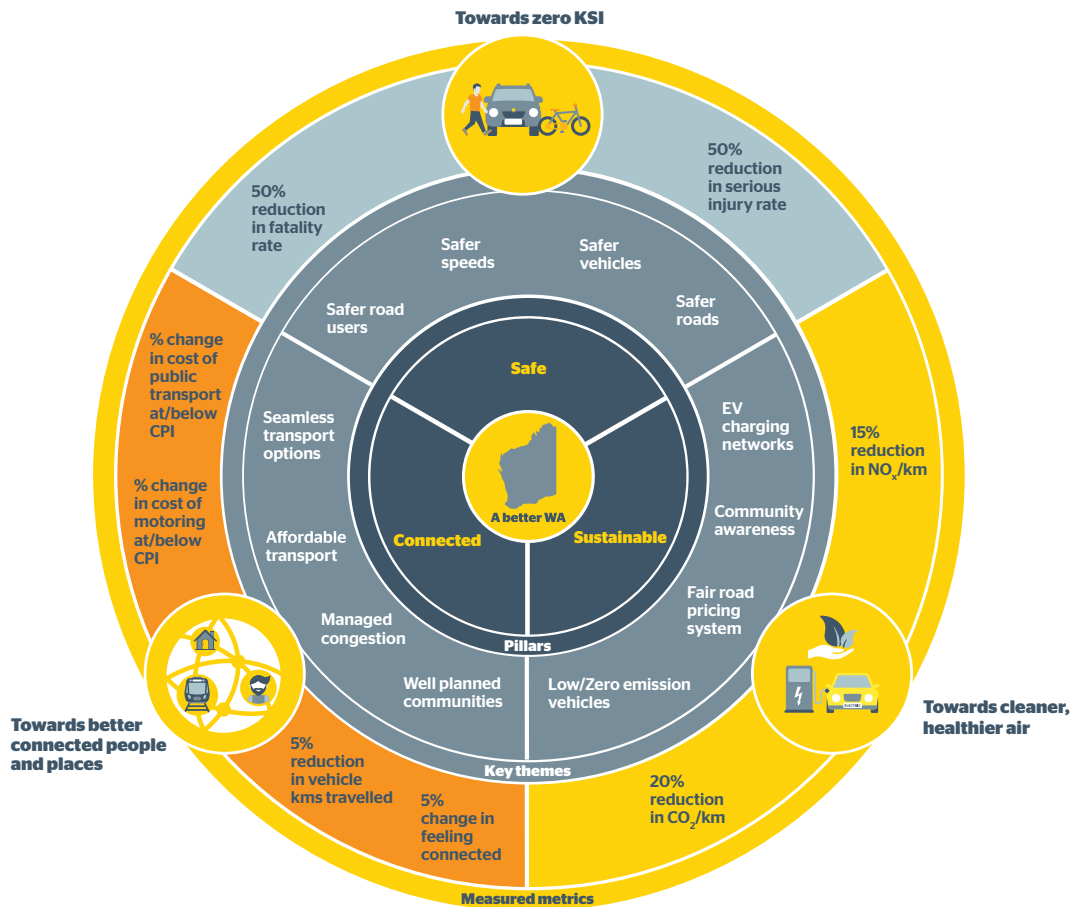 Towards zero KSI
50%
reduction
in fatality
rate
50%
reduction
in serious
injury rate
Safer
speeds
Safer
vehicles
Safer road
users
Safer
roads
% change
in cost of
public
transport
at/below
CPI
% change
in cost of
motoring
at/below
CPI
Seamless
transport
options
Affordable
transport
Managed
congestion
Well planned
communities
Safe
Connected
Sustainable
A better WA
Pillars
EV
charging
networks
Community
awareness
Fair road
pricing
system
Low/Zero emission
vehicles
Key themes
15%
reduction
in NOₓ/km
ELECTRIC
Towards better
connected people
and places
Towards cleaner,
healthier air
5%
reduction
in vehicle
kms travelled
5%
change in
feeling
connected
20%
reduction
in CO₂/km
Measured metrics